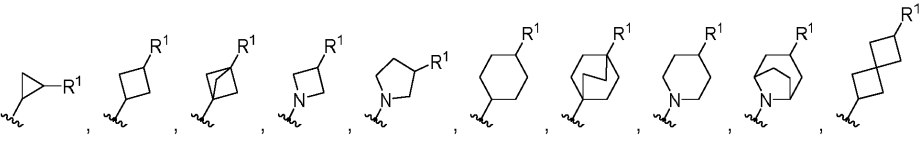 R¹ , R¹ , R¹ , R¹ N , R¹ N , R¹ , R¹ , R¹ N , R¹ N , R¹